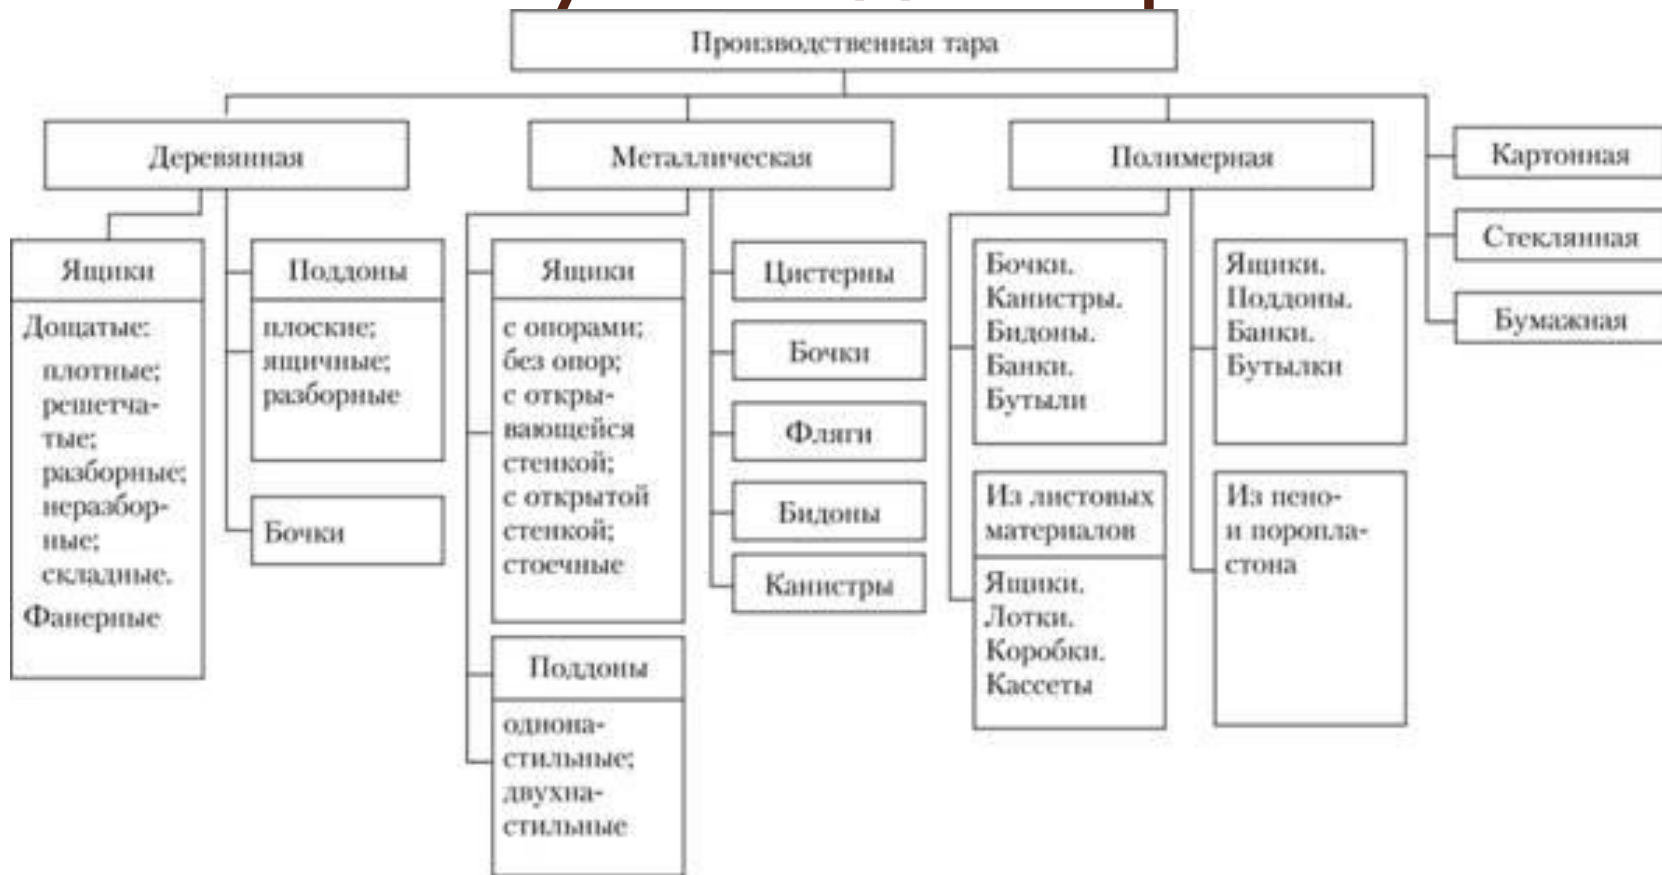 Производственная тара
Деревянная
Ящики
Дощатые:
плотные;
решетча-
тые;
разборные;
неразбор-
ные;
складные.
Фанерные
Поддоны
плоские;
ящичные;
разборные
Бочки
Металлическая
Ящики
с опорами;
без опор;
с откры-
вающейся
стенкой;
с открытой
стенкой;
стоечные
Поддоны
однона-
стильные;
двухна-
стильные
Цистерны
Бочки
Фляги
Бидоны
Канистры
Полимерная
Бочки.
Канистры.
Бидоны.
Банки.
Бутыли
Из листовых
материалов
Ящики.
Лотки.
Коробки.
Кассеты
Ящики.
Поддоны.
Банки.
Бутылки
Из пено-
и поропла-
стона
Картонная
Стеклянная
Бумажная